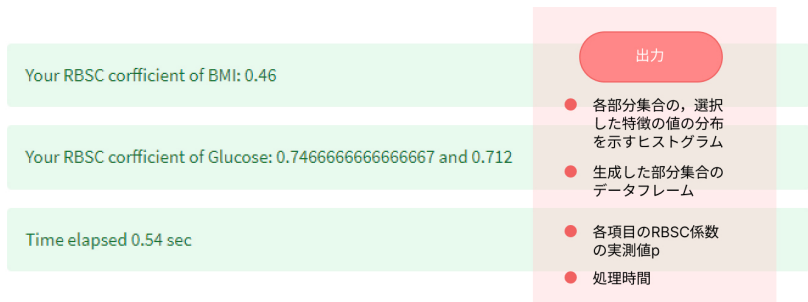 Your RBSC corfficient of BMI: 0.46
Your RBSC corfficient of Glucose: 0.7466666666666667 and 0.712
Time elapsed 0.54 sec
出力
各部分集合の，選択
した特徴の値の分布
を示すヒストグラム
生成した部分集合の
データフレーム
各項目のRBSC係数
の実測値p
処理時間